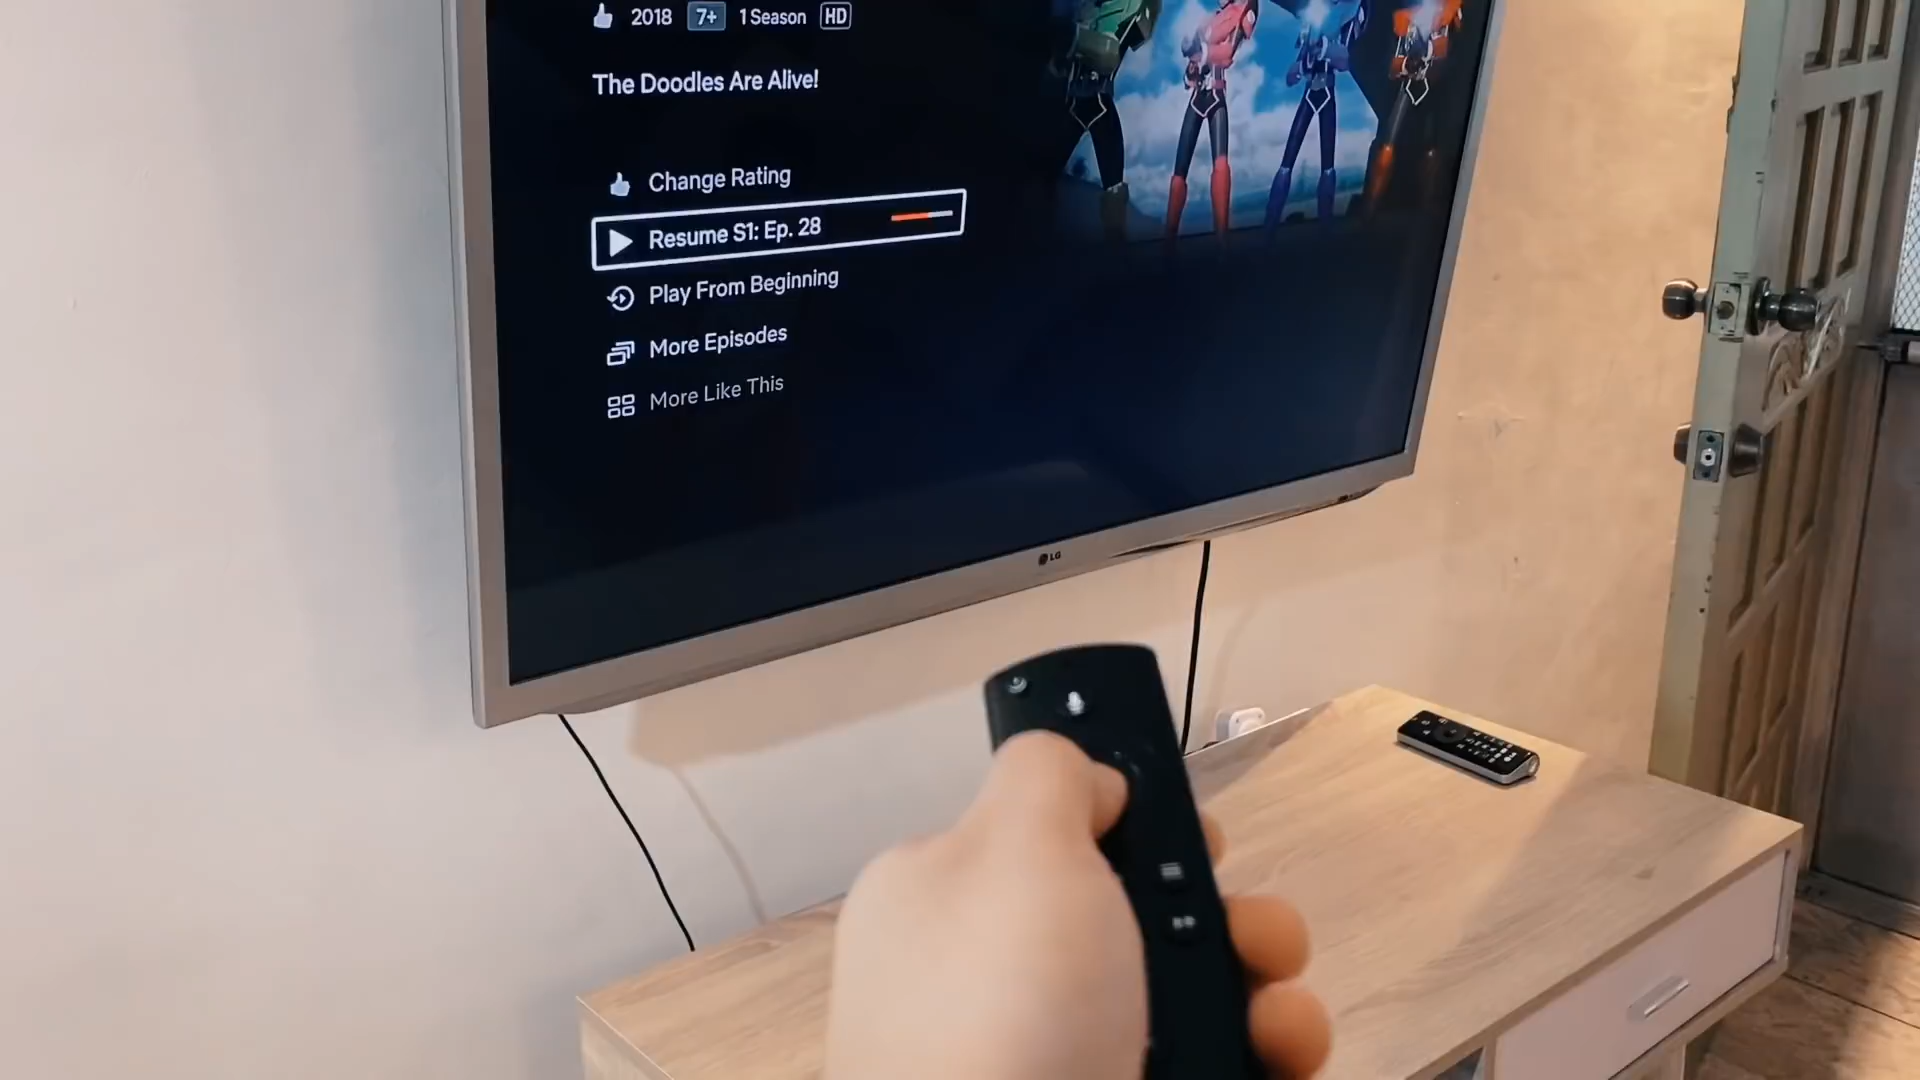 2018 7+ 1 Season HD
The Doodles Are Alive!
Change Rating
Resume S1: Ep. 28
Play From Beginning
More Episodes
More Like This
LG